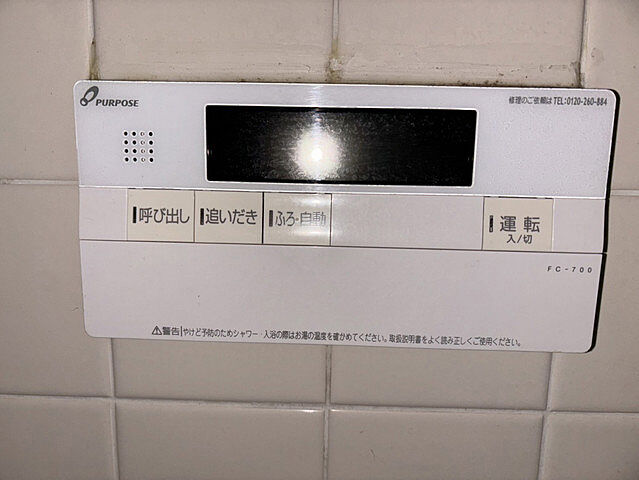 PURPOSE
修理のご依頼は TEL:0120-260-884
呼び出し 追いだき ふろ・自動 運転
入/切
FC-700
⚠警告 やけど予防のためシャワー・入浴の際はお湯の温度を確かめてください。取扱説明書をよく読み正しくご使用ください。